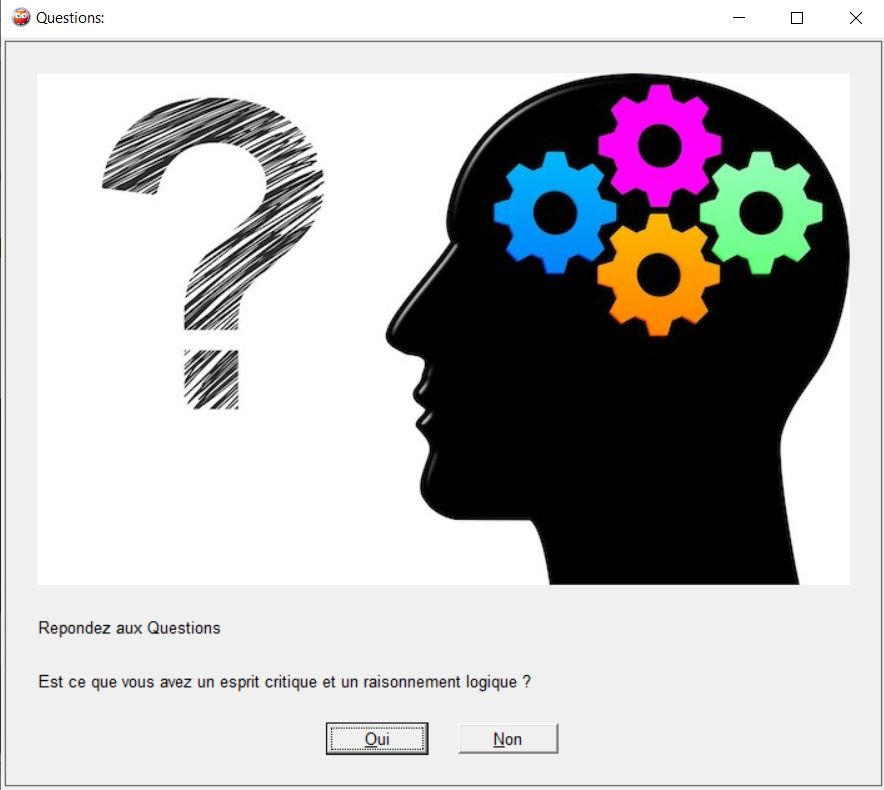 Questions:
Repondez aux Questions
Est ce que vous avez un esprit critique et un raisonnement logique ?
Oui Non